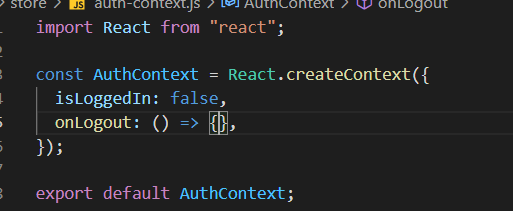 store > JS auth-context.js > AuthContext > onLogout
import React from "react";
const AuthContext = React.createContext({
isLoggedIn: false,
5 onLogout: () => {},
});
export default AuthContext;